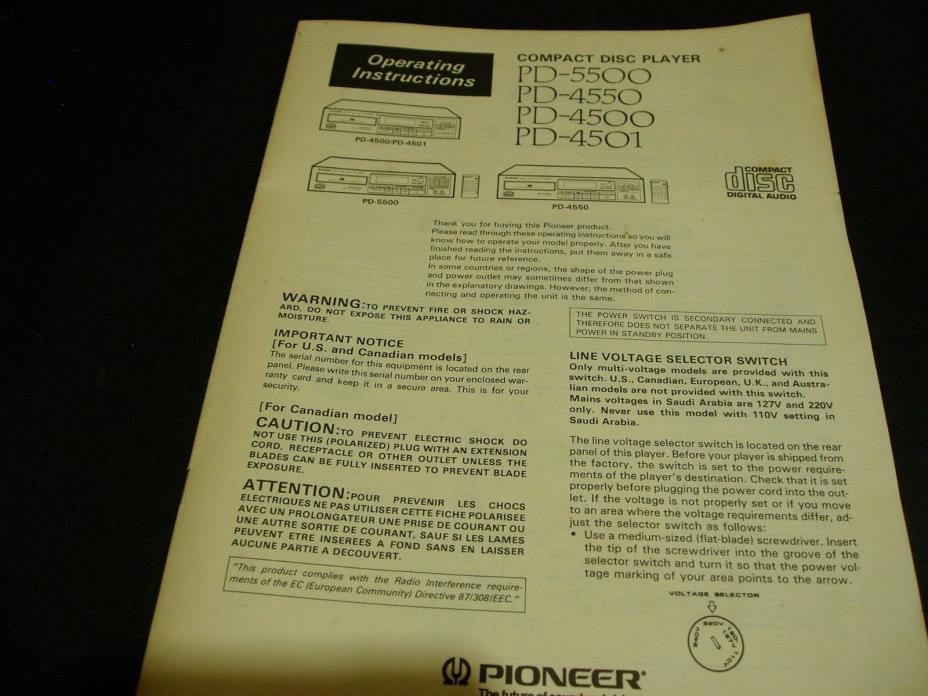 Operating
Instructions
COMPACT DISC PLAYER
PD-5500
PD-4550
PD-4500
PD-4501
PD-4500/PD-4501
PD-5500
PD-4550
COMPACT
disc
DIGITAL AUDIO
Thank you for buying this Pioneer product.
Please read through these operating instructions so you will
know how to operate your model properly. After you have
finished reading the instructions, put them away in a safe
place for future reference.
In some countries or regions, the shape of the power plug
and power outlet may sometimes differ from that shown
in the explanatory drawings. However, the method of con-
necting and operating the unit is the same.
WARNING:TO PREVENT FIRE OR SHOCK HAZ-
ARD, DO NOT EXPOSE THIS APPLIANCE TO RAIN OR
MOISTURE.
IMPORTANT NOTICE
[For U.S. and Canadian models]
The serial number for this equipment is located on the rear
panel. Please write this serial number on your enclosed war-
ranty card and keep it in a secure area. This is for your
security.
[For Canadian model]
CAUTION:TO PREVENT ELECTRIC SHOCK DO
NOT USE THIS (POLARIZED) PLUG WITH AN EXTENSION
CORD, RECEPTACLE OR OTHER OUTLET UNLESS THE
BLADES CAN BE FULLY INSERTED TO PREVENT BLADE
EXPOSURE.
ATTENTION:POUR PREVENIR LES CHOCS
ELECTRIQUES NE PAS UTILISER CETTE FICHE POLARISEE
AVEC UN PROLONGATEUR UNE PRISE DE COURANT OU
UNE AUTRE SORTIE DE COURANT, SAUF SI LES LAMES
PEUVENT ETRE INSEREES A FOND SANS EN LAISSER
AUCUNE PARTIE A DECOUVERT.
"This product complies with the Radio Interference require-
ments of the EC (European Community) Directive 87/308/EEC."
THE POWER SWITCH IS SECONDARY CONNECTED AND
THEREFORE DOES NOT SEPARATE THE UNIT FROM MAINS
POWER IN STANDBY POSITION.
LINE VOLTAGE SELECTOR SWITCH
Only multi-voltage models are provided with this
switch. U.S., Canadian, European, U.K., and Austra-
lian models are not provided with this switch.
Mains voltages in Saudi Arabia are 127V and 220V
only. Never use this model with 110V setting in
Saudi Arabia.
The line voltage selector switch is located on the rear
panel of this player. Before your player is shipped from
the factory, the switch is set to the power require-
ments of the player's destination. Check that it is set
properly before plugging the power cord into the out-
let. If the voltage is not properly set or if you move
to an area where the voltage requirements differ, ad-
just the selector switch as follows:
• Use a medium-sized (flat-blade) screwdriver. Insert
the tip of the screwdriver into the groove of the
selector switch and turn it so that the power vol-
tage marking of your area points to the arrow.
VOLTAGE SELECTOR
240V 220V 120-127V 110V
PIONEER
The future of sound